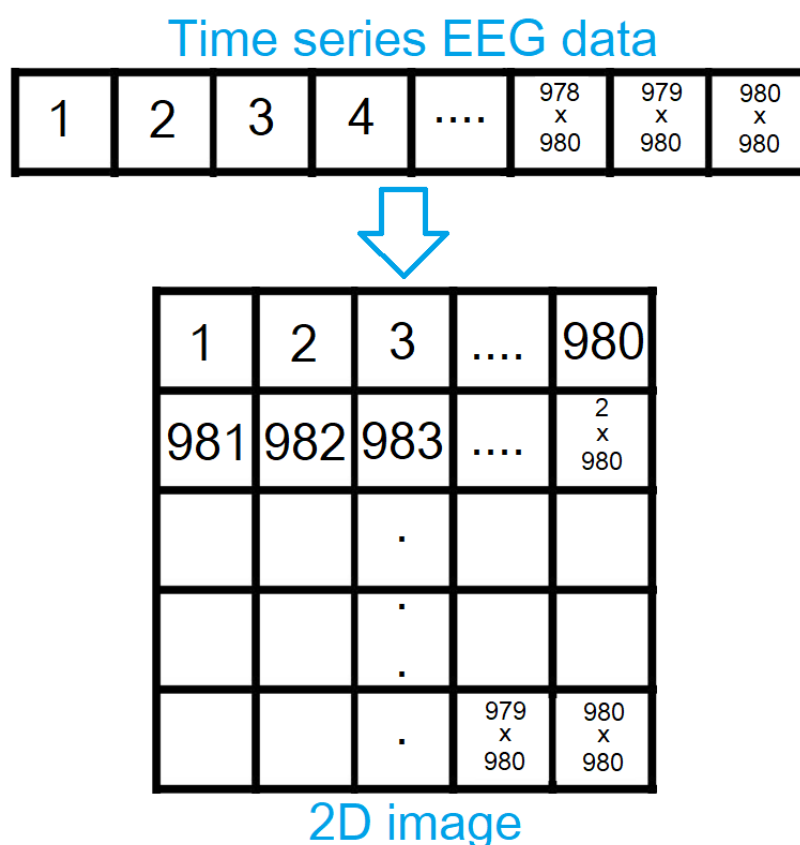 Time series EEG data
1 2 3 4 .... 978 x 980 979 x 980 980 x 980
1 2 3 .... 980
981 982 983 .... 2 x 980
.
.
.
. 979 x 980 980 x 980
2D image